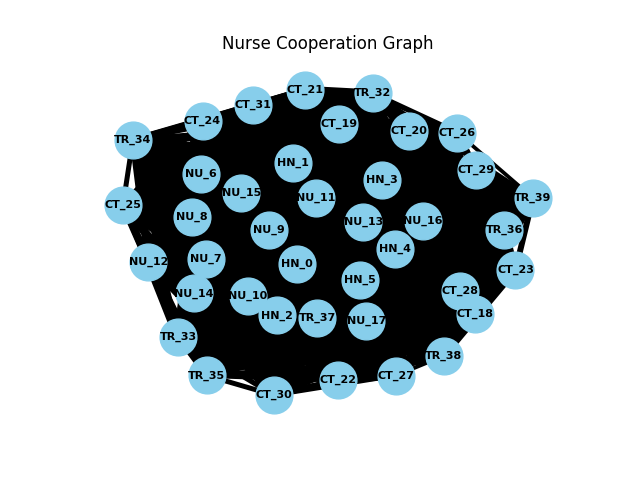 Nurse Cooperation Graph
CT_21
TR_32
CT_31
CT_24
CT_19
CT_20
CT_26
TR_34
HN_1
CT_29
NU_6
HN_3
NU_15
NU_11
TR_39
CT_25
NU_8
NU_13
NU_16
NU_9
TR_36
HN_4
NU_12
NU_7
HN_0
CT_23
HN_5
NU_14
NU_10
CT_28
HN_2
TR_37
NU_17
CT_18
TR_33
TR_38
TR_35
CT_22
CT_27
CT_30